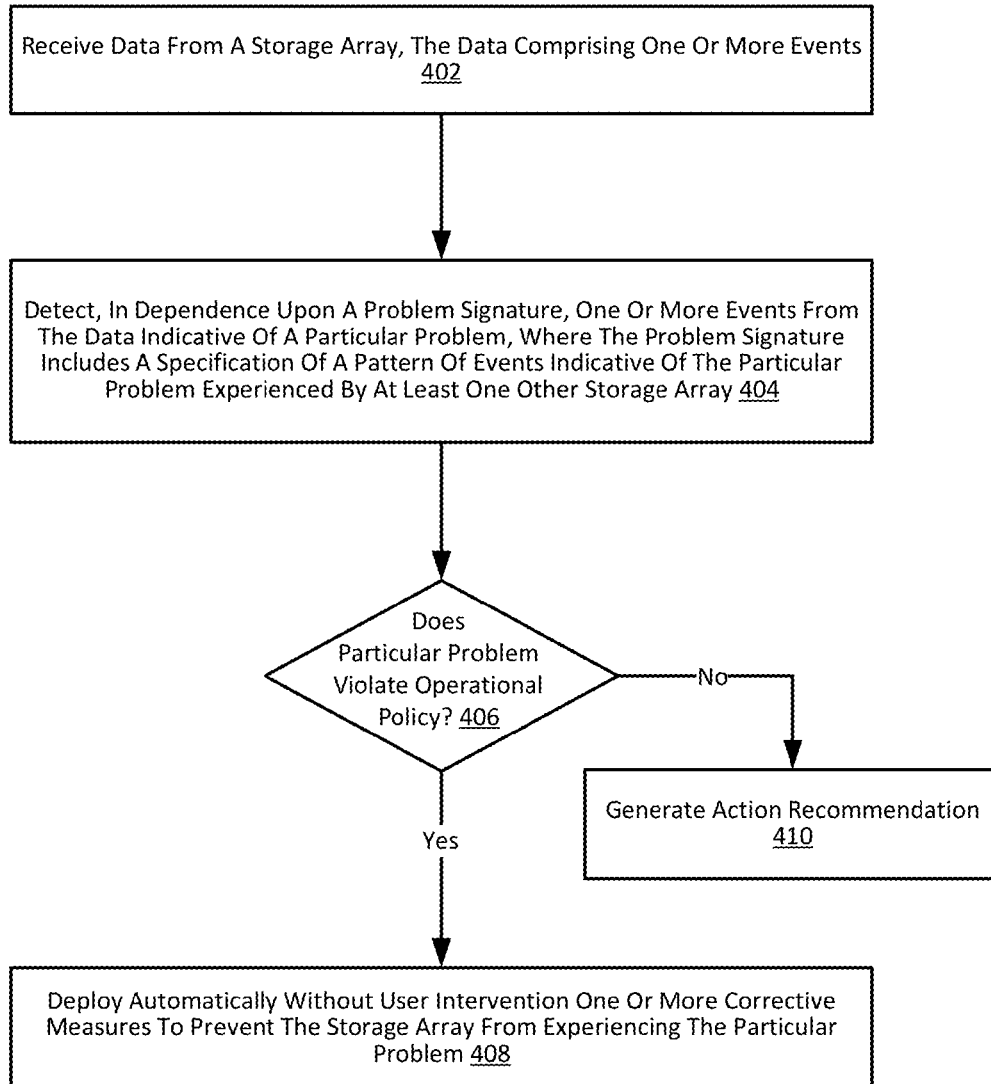 Receive Data From A Storage Array, The Data Comprising One Or More Events
402
Detect, In Dependence Upon A Problem Signature, One Or More Events From
The Data Indicative Of A Particular Problem, Where The Problem Signature
Includes A Specification Of A Pattern Of Events Indicative Of The Particular
Problem Experienced By At Least One Other Storage Array 404
Does
Particular Problem
Violate Operational
Policy? 406
No
Generate Action Recommendation
410
Yes
Deploy Automatically Without User Intervention One Or More Corrective
Measures To Prevent The Storage Array From Experiencing The Particular
Problem 408